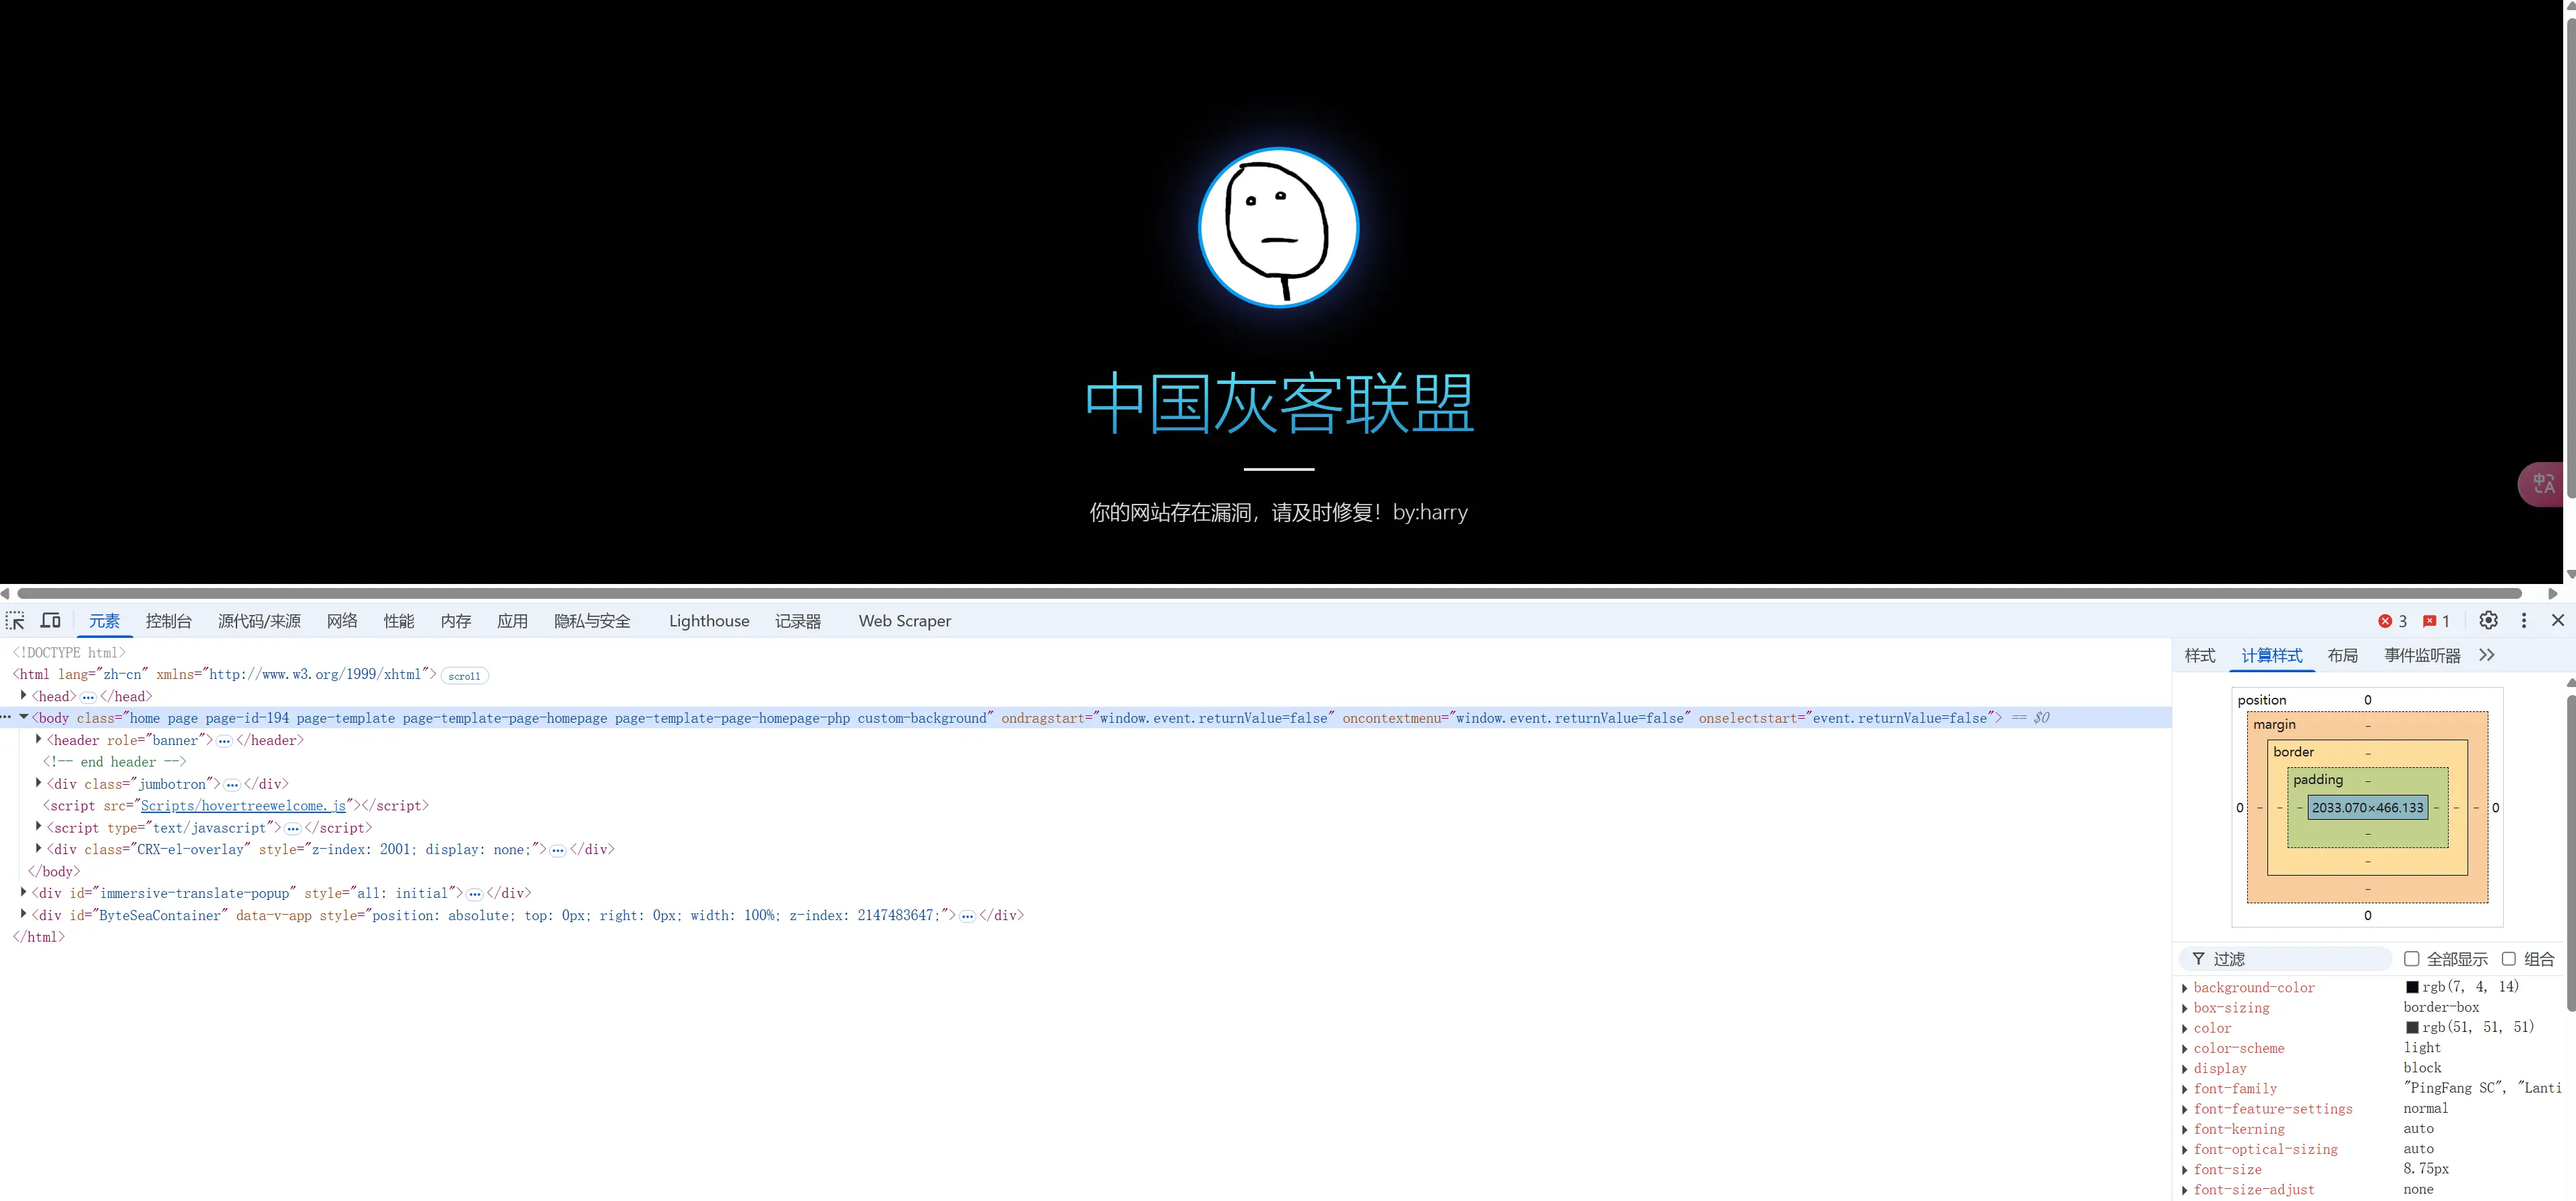 中国灰客联盟
你的网站存在漏洞，请及时修复！by:harry
元素 控制台 源代码/来源 网络 性能 内存 应用 隐私与安全 Lighthouse 记录器 Web Scraper 3 1
<!DOCTYPE html>
<html lang="zh-cn" xmlns="http://www.w3.org/1999/xhtml"> scroll
<head> … </head>
… <body class="home page page-id-194 page-template page-template-page-homepage page-template-page-homepage-php custom-background" ondragstart="window.event.returnValue=false" oncontextmenu="window.event.returnValue=false" onselectstart="event.returnValue=false"> == $0
<header role="banner"> … </header>
<!-- end header -->
<div class="jumbotron"> … </div>
<script src="Scripts/hovertreewelcome.js"></script>
<script type="text/javascript"> … </script>
<div class="CRX-el-overlay" style="z-index: 2001; display: none;"> … </div>
</body>
<div id="immersive-translate-popup" style="all: initial"> … </div>
<div id="ByteSeaContainer" data-v-app style="position: absolute; top: 0px; right: 0px; width: 100%; z-index: 2147483647;"> … </div>
</html>
样式 计算样式 布局 事件监听器
position 0
margin -
border -
padding -
0 - - - 2033.070×466.133 - - - 0
-
-
-
0
过滤 全部显示 组合
background-color rgb(7, 4, 14)
box-sizing border-box
color rgb(51, 51, 51)
color-scheme light
display block
font-family "PingFang SC", "Lanti
font-feature-settings normal
font-kerning auto
font-optical-sizing auto
font-size 8.75px
font-size-adjust none